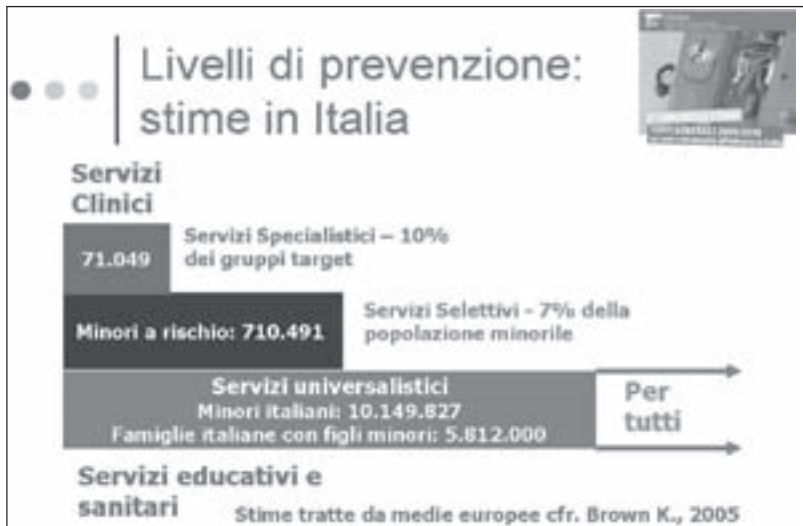 Livelli di prevenzione:
stime in Italia
Servizi
Clinici
71.049
Servizi Specialistici – 10%
dei gruppi target
Minori a rischio: 710.491
Servizi Selettivi - 7% della
popolazione minorile
Servizi universalistici
Minori italiani: 10.149.827
Famiglie italiane con figli minori: 5.812.000
Per
tutti
Servizi educativi e
sanitari
Stime tratte da medie europee cfr. Brown K., 2005